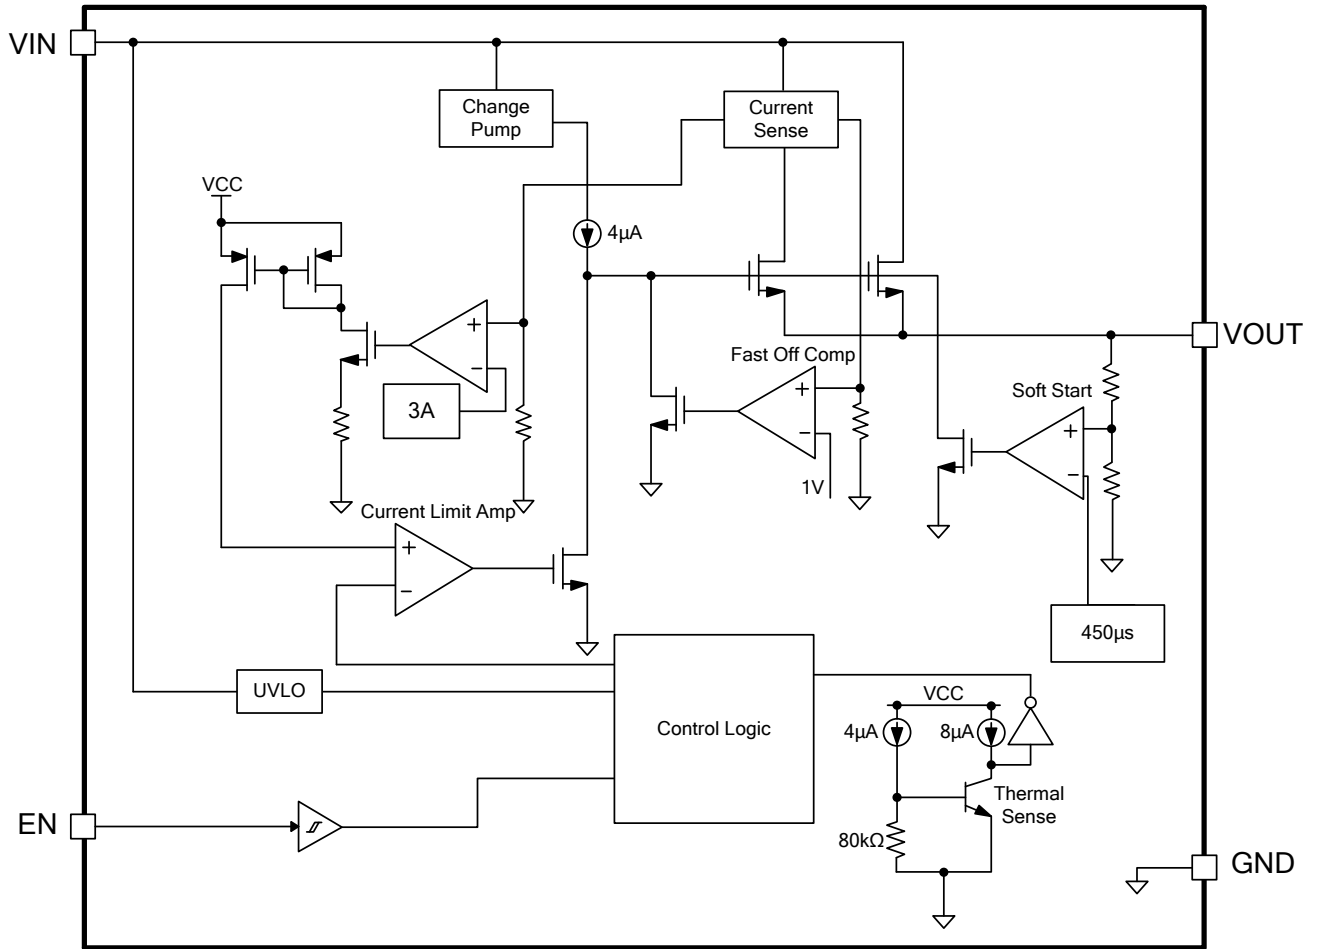 VIN
Change
Pump
Current
Sense
VCC
4µA
+
−
3A
Fast Off Comp
+
−
1V
VOUT
Soft Start
+
−
Current Limit Amp
+
−
450µs
UVLO
Control Logic
VCC
4µA
8µA
Thermal
Sense
80kΩ
EN
GND